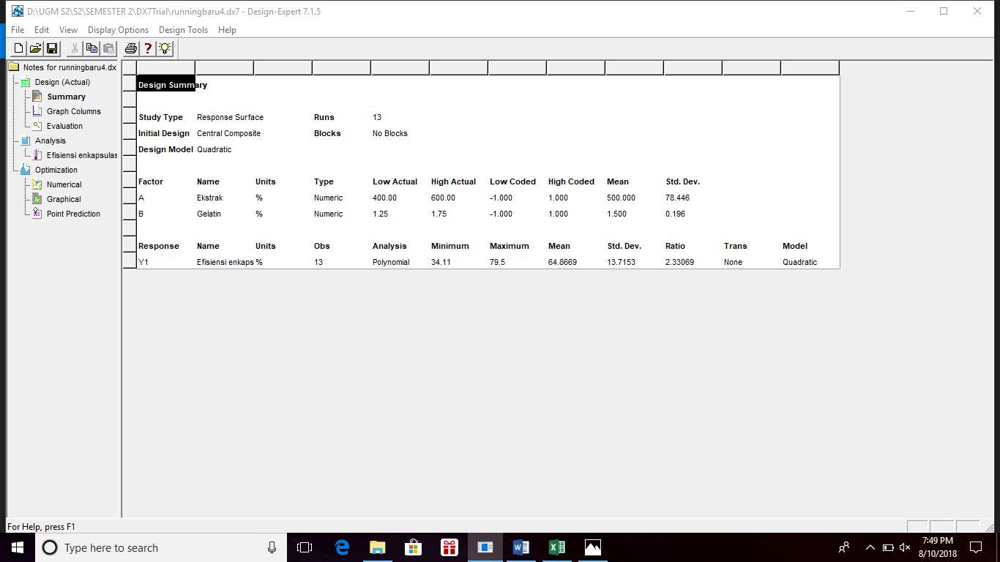 D:\UGM S2\S2\SEMESTER 2\DX7Trial\runningbaru4.dx7 - Design-Expert 7.1.5
File Edit View Display Options Design Tools Help
Notes for runningbaru4.dx
Design (Actual)
Summary
Graph Columns
Evaluation
Analysis
Efisiensi enkapsulas
Optimization
Numerical
Graphical
Point Prediction
Design Summary
Study Type Response Surface Runs 13
Initial Design Central Composite Blocks No Blocks
Design Model Quadratic
Factor Name Units Type Low Actual High Actual Low Coded High Coded Mean Std. Dev.
A Ekstrak % Numeric 400.00 600.00 -1.000 1.000 500.000 78.446
B Gelatin % Numeric 1.25 1.75 -1.000 1.000 1.500 0.196
Response Name Units Obs Analysis Minimum Maximum Mean Std. Dev. Ratio Trans Model
Y1 Efisiensi enkaps % 13 Polynomial 34.11 79.5 64.8669 13.7153 2.33069 None Quadratic
For Help, press F1
Type here to search
7:49 PM
8/10/2018